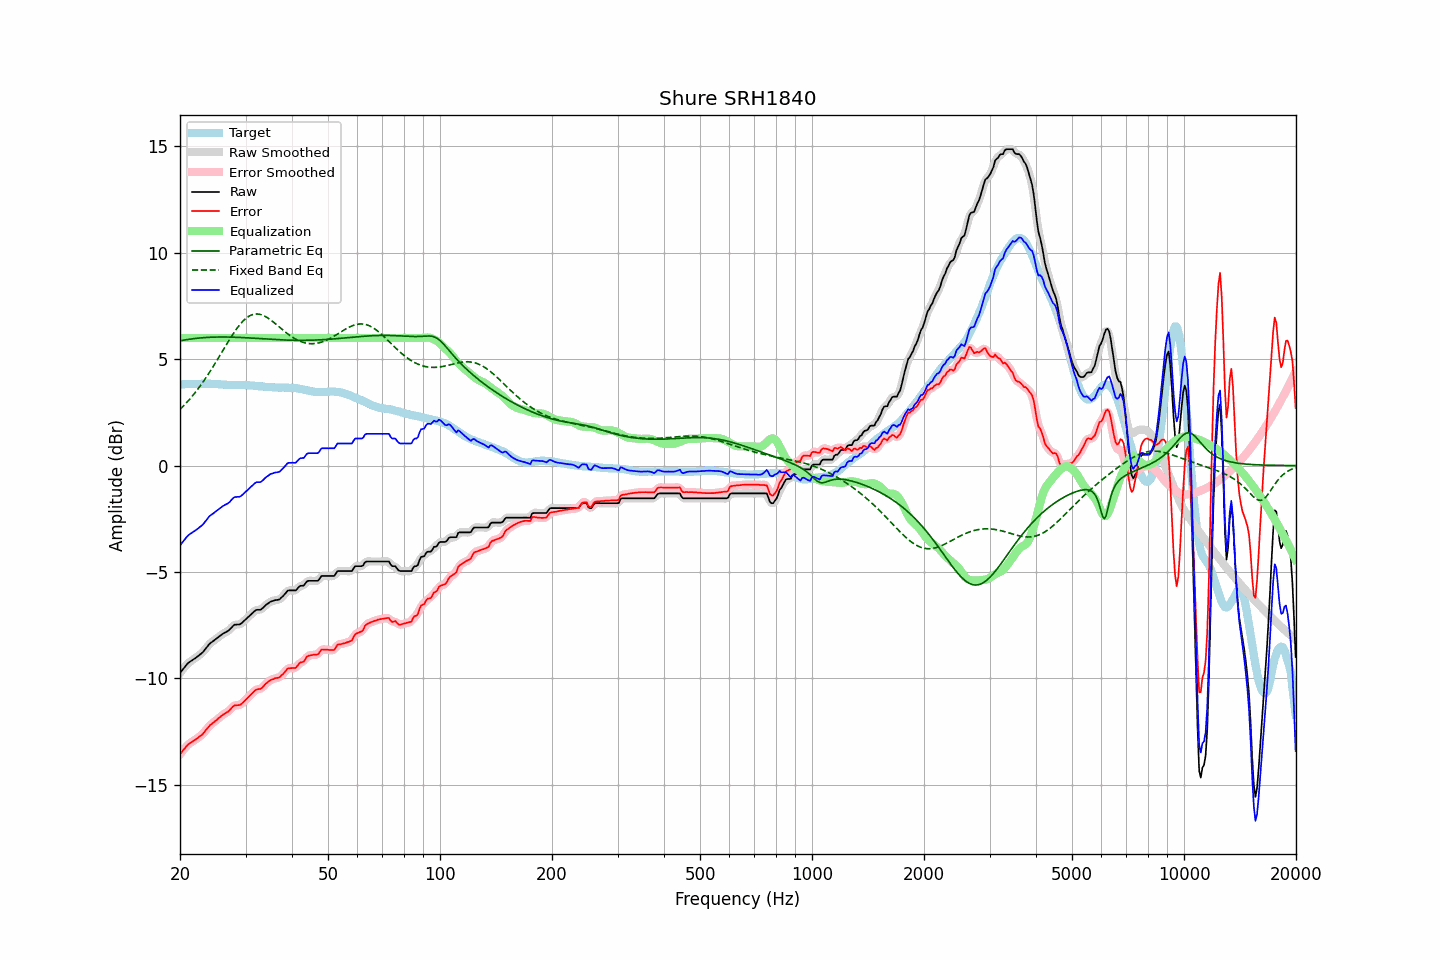 Shure SRH1840
Target
Raw Smoothed
Error Smoothed
Raw
Error
Equalization
Parametric Eq
Fixed Band Eq
Equalized
15
10
5
0
−5
−10
−15
Amplitude (dBr)
20 50 100 200 500 1000 2000 5000 10000 20000
Frequency (Hz)